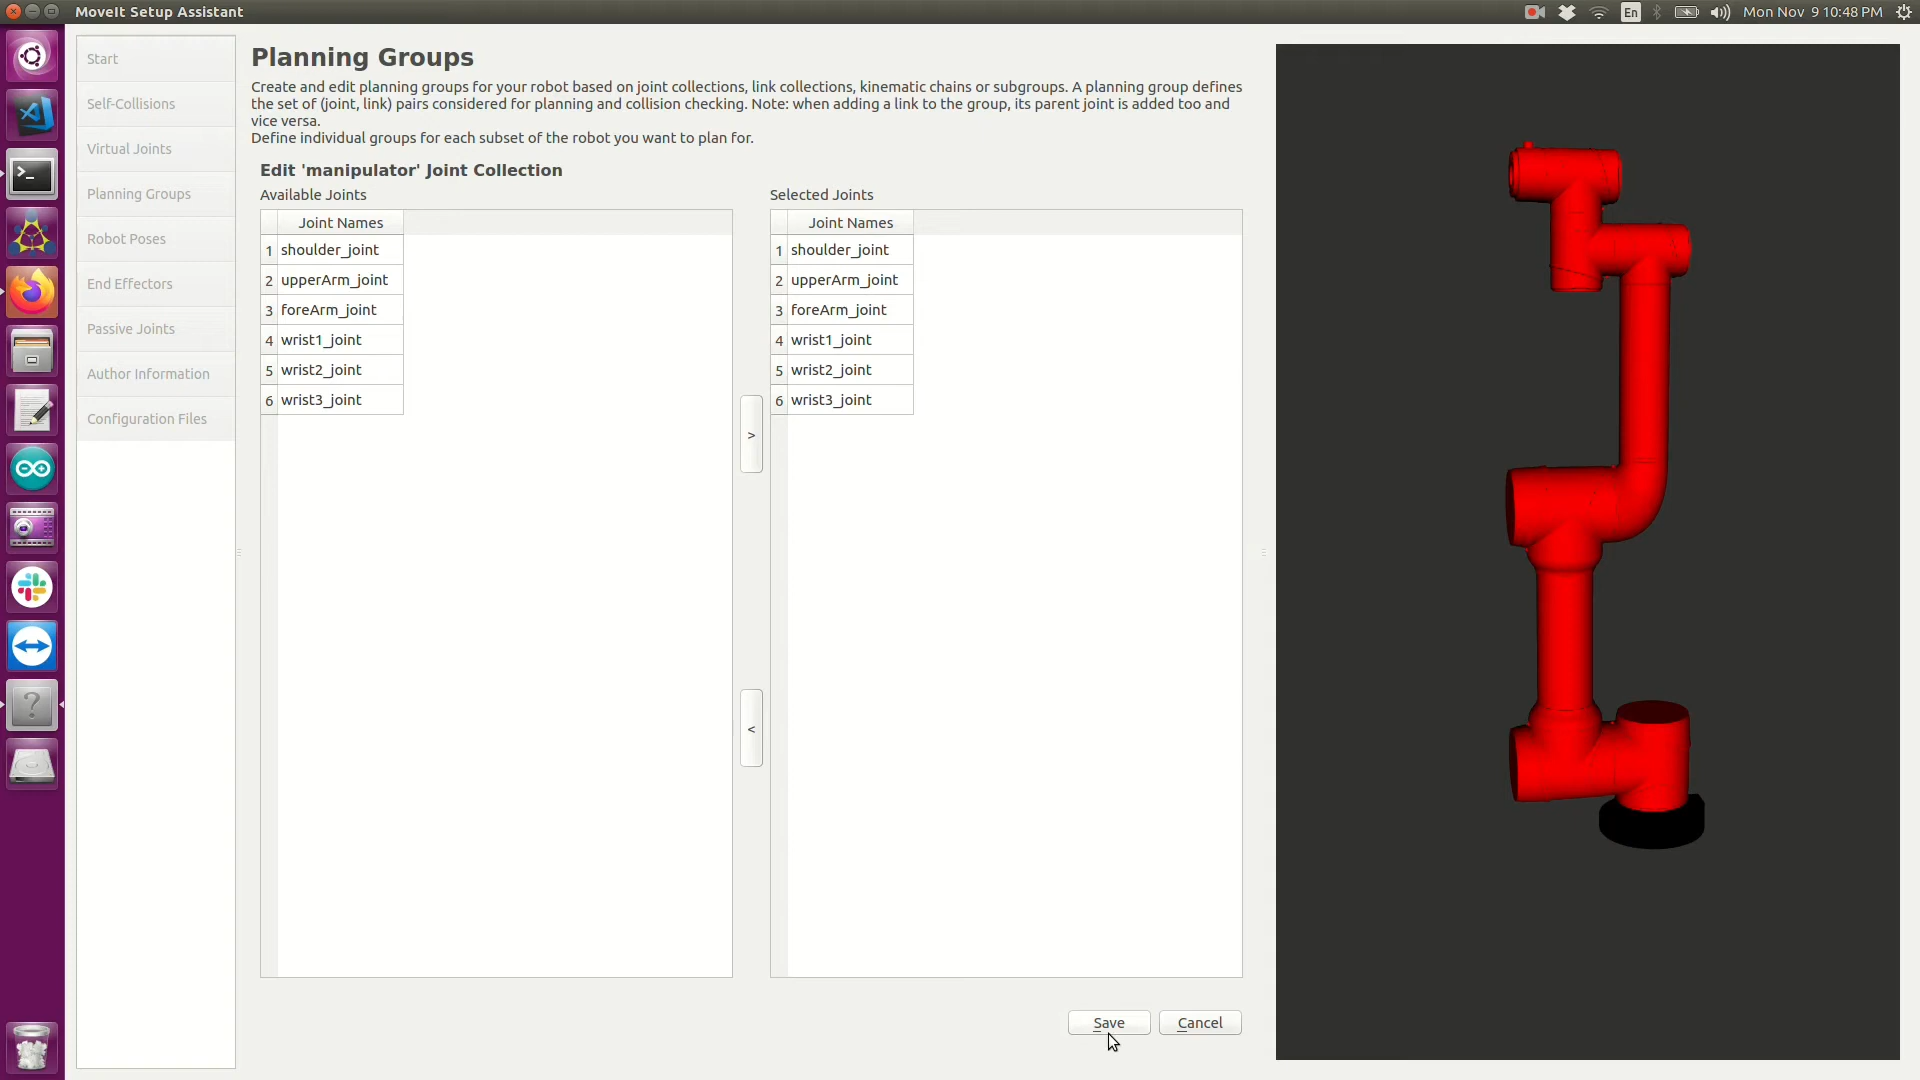 MoveIt Setup Assistant
En
Mon Nov 9 10:48 PM
Start
Self-Collisions
Virtual Joints
Planning Groups
Robot Poses
End Effectors
Passive Joints
Author Information
Configuration Files
Planning Groups
Create and edit planning groups for your robot based on joint collections, link collections, kinematic chains or subgroups. A planning group defines
the set of (joint, link) pairs considered for planning and collision checking. Note: when adding a link to the group, its parent joint is added too and
vice versa.
Define individual groups for each subset of the robot you want to plan for.
Edit 'manipulator' Joint Collection
Available Joints
Joint Names
1 shoulder_joint
2 upperArm_joint
3 foreArm_joint
4 wrist1_joint
5 wrist2_joint
6 wrist3_joint
>
<
Selected Joints
Joint Names
1 shoulder_joint
2 upperArm_joint
3 foreArm_joint
4 wrist1_joint
5 wrist2_joint
6 wrist3_joint
Save
Cancel